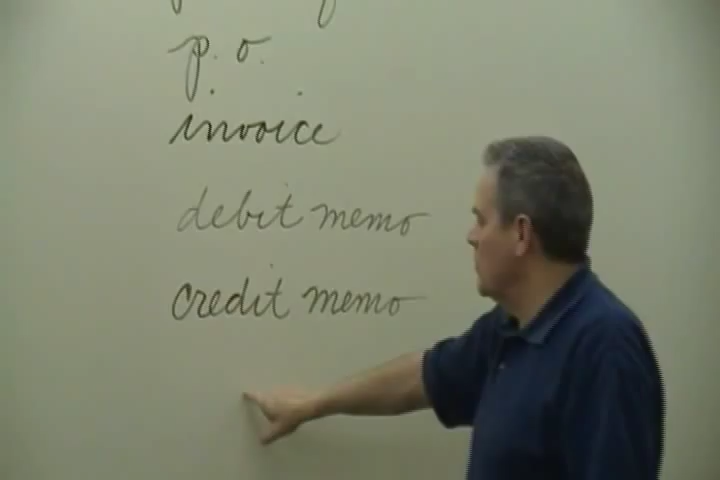 p. o.
invoice
debit memo
credit memo